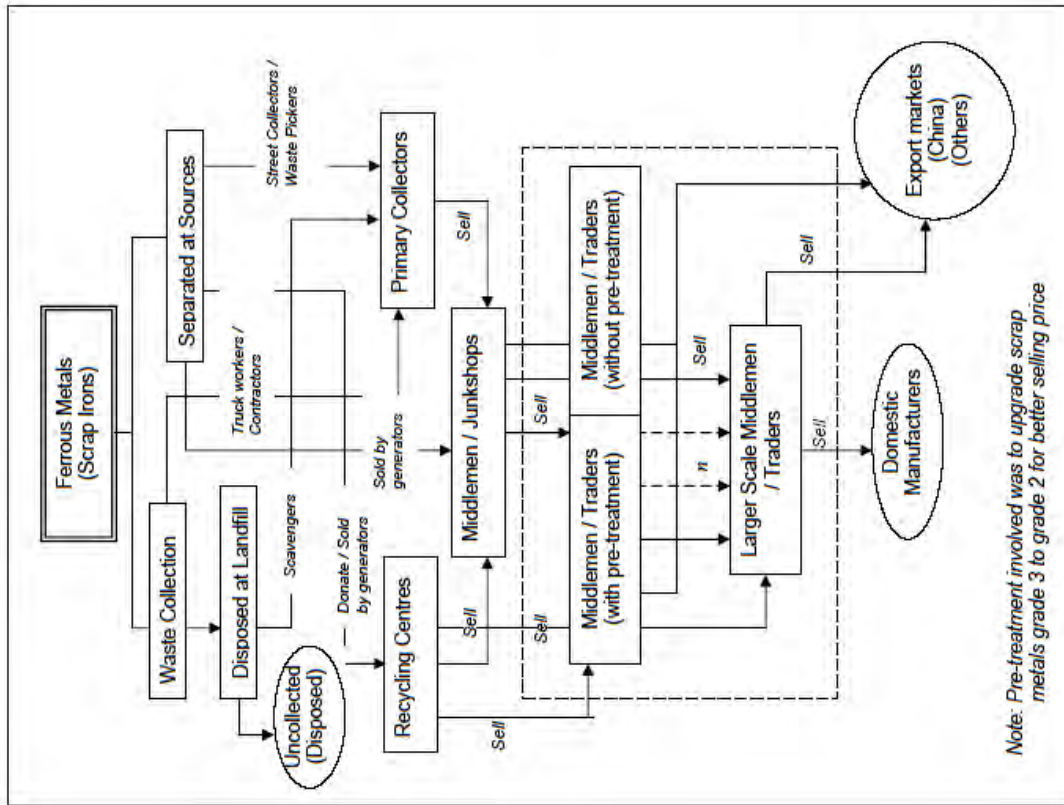 Ferrous Metals
(Scrap Irons)
Waste Collection
Separated at Sources
Disposed at Landfill
Truck workers /
Contractors
Street Collectors /
Waste Pickers
Scavengers
Uncollected
(Disposed)
Donate / Sold
by generators
Sold by
generators
Recycling Centres
Primary Collectors
Sell
Sell
Middlemen / Junkshops
Sell
Sell
Sell
Middlemen / Traders
(with pre-treatment)
Middlemen / Traders
(without pre-treatment)
n
Sell
Larger Scale Middlemen
/ Traders
Sell
Sell
Domestic
Manufacturers
Export markets
(China)
(Others)
Note: Pre-treatment involved was to upgrade scrap
metals grade 3 to grade 2 for better selling price